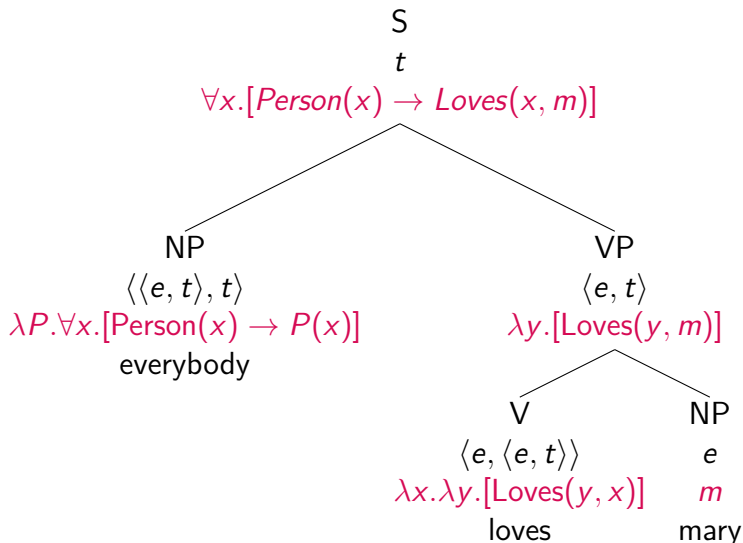 S
t
∀x.[Person(x) → Loves(x, m)]
NP
⟨⟨e, t⟩, t⟩
λP.∀x.[Person(x) → P(x)]
everybody
VP
⟨e, t⟩
λy.[Loves(y, m)]
V
⟨e, ⟨e, t⟩⟩
λx.λy.[Loves(y, x)]
loves
NP
e
m
mary